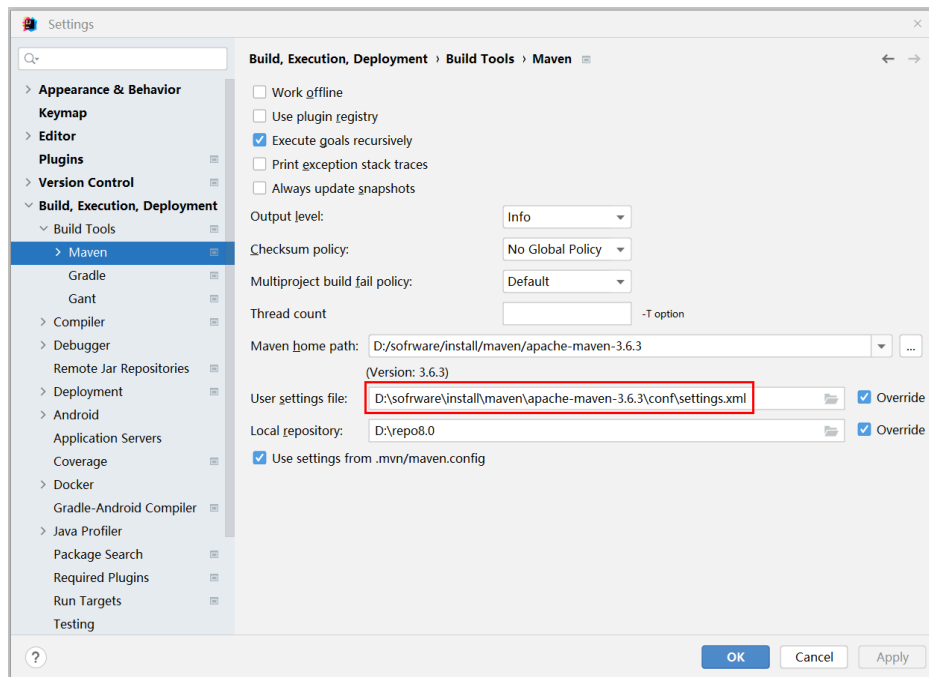 Settings
Build, Execution, Deployment › Build Tools › Maven
Appearance & Behavior
Keymap
Editor
Plugins
Version Control
Build, Execution, Deployment
Build Tools
Maven
Gradle
Gant
Compiler
Debugger
Remote Jar Repositories
Deployment
Android
Application Servers
Coverage
Docker
Gradle-Android Compiler
Java Profiler
Package Search
Required Plugins
Run Targets
Testing
Work offline
Use plugin registry
Execute goals recursively
Print exception stack traces
Always update snapshots
Output level: Info
Checksum policy: No Global Policy
Multiproject build fail policy: Default
Thread count -T option
Maven home path: D:/sofrware/install/maven/apache-maven-3.6.3 ...
(Version: 3.6.3)
User settings file: D:\sofrware\install\maven\apache-maven-3.6.3\conf\settings.xml Override
Local repository: D:\repo8.0 Override
Use settings from .mvn/maven.config
? OK Cancel Apply